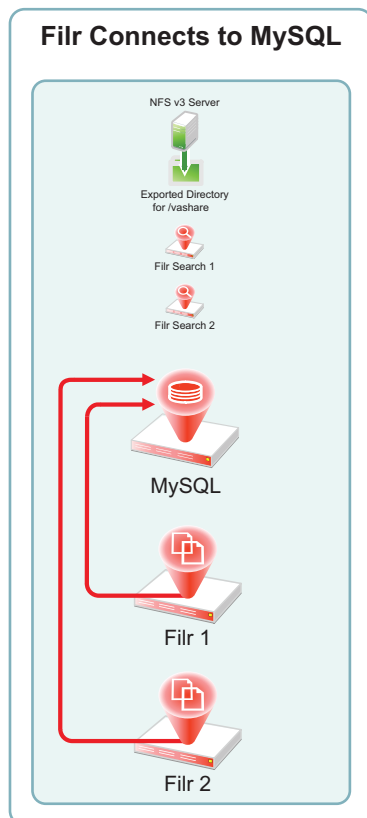 Filr Connects to MySQL
NFS v3 Server
Exported Directory
for /vashare
Filr Search 1
Filr Search 2
MySQL
Filr 1
Filr 2